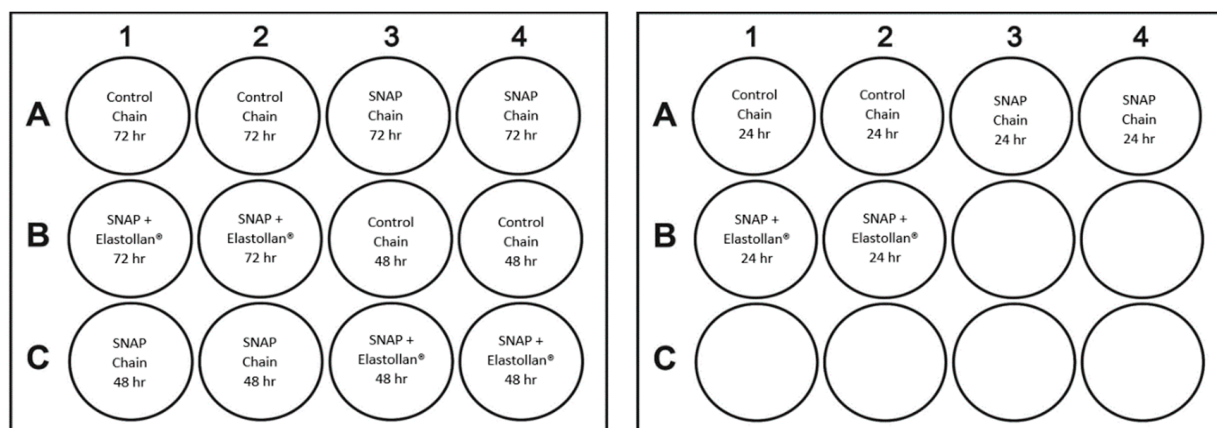 1 2 3 4
A
Control
Chain
72 hr
Control
Chain
72 hr
SNAP
Chain
72 hr
SNAP
Chain
72 hr
B
SNAP +
Elastollan®
72 hr
SNAP +
Elastollan®
72 hr
Control
Chain
48 hr
Control
Chain
48 hr
C
SNAP
Chain
48 hr
SNAP
Chain
48 hr
SNAP +
Elastollan®
48 hr
SNAP +
Elastollan®
48 hr
1 2 3 4
A
Control
Chain
24 hr
Control
Chain
24 hr
SNAP
Chain
24 hr
SNAP
Chain
24 hr
B
SNAP +
Elastollan®
24 hr
SNAP +
Elastollan®
24 hr
C